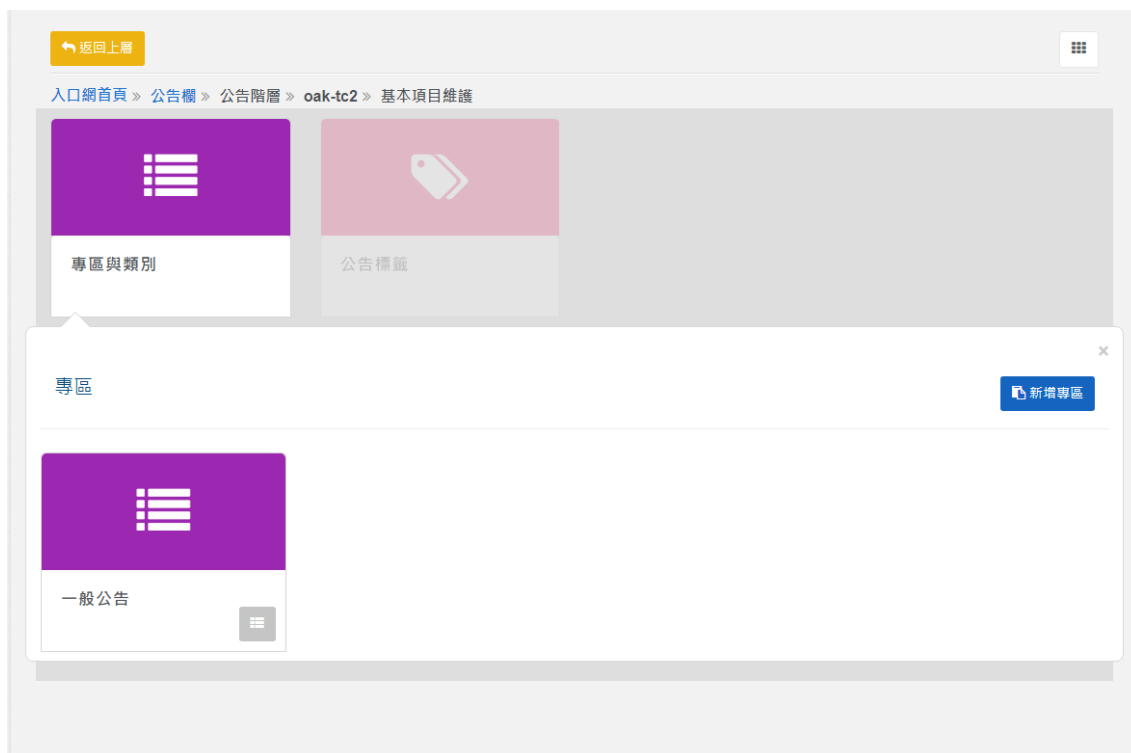 返回上層
入口網首頁 » 公告欄 » 公告階層 » oak-tc2 » 基本項目維護
專區與類別
公告標籤
×
專區
新增專區
一般公告